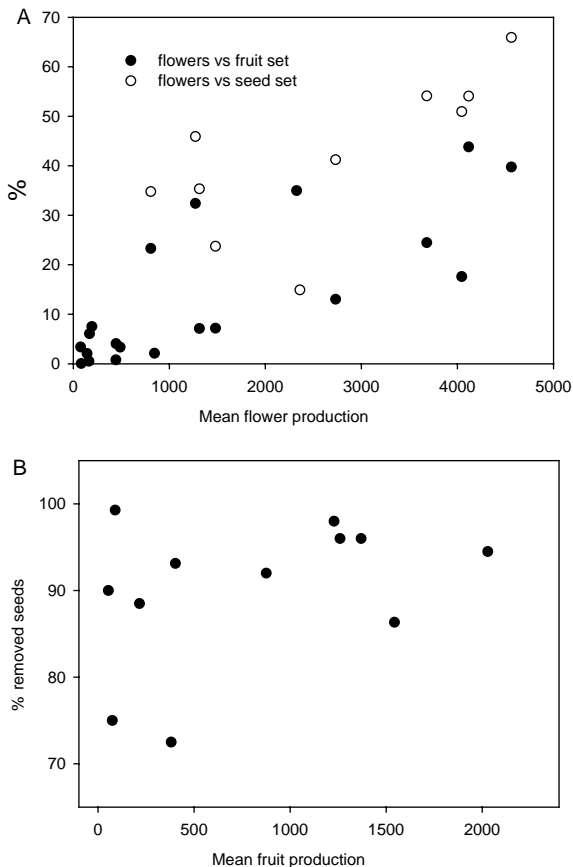 A
70
60
50
40
30
20
10
0
%
flowers vs fruit set
flowers vs seed set
0 1000 2000 3000 4000 5000
Mean flower production
B
100
90
80
70
% removed seeds
0 500 1000 1500 2000
Mean fruit production